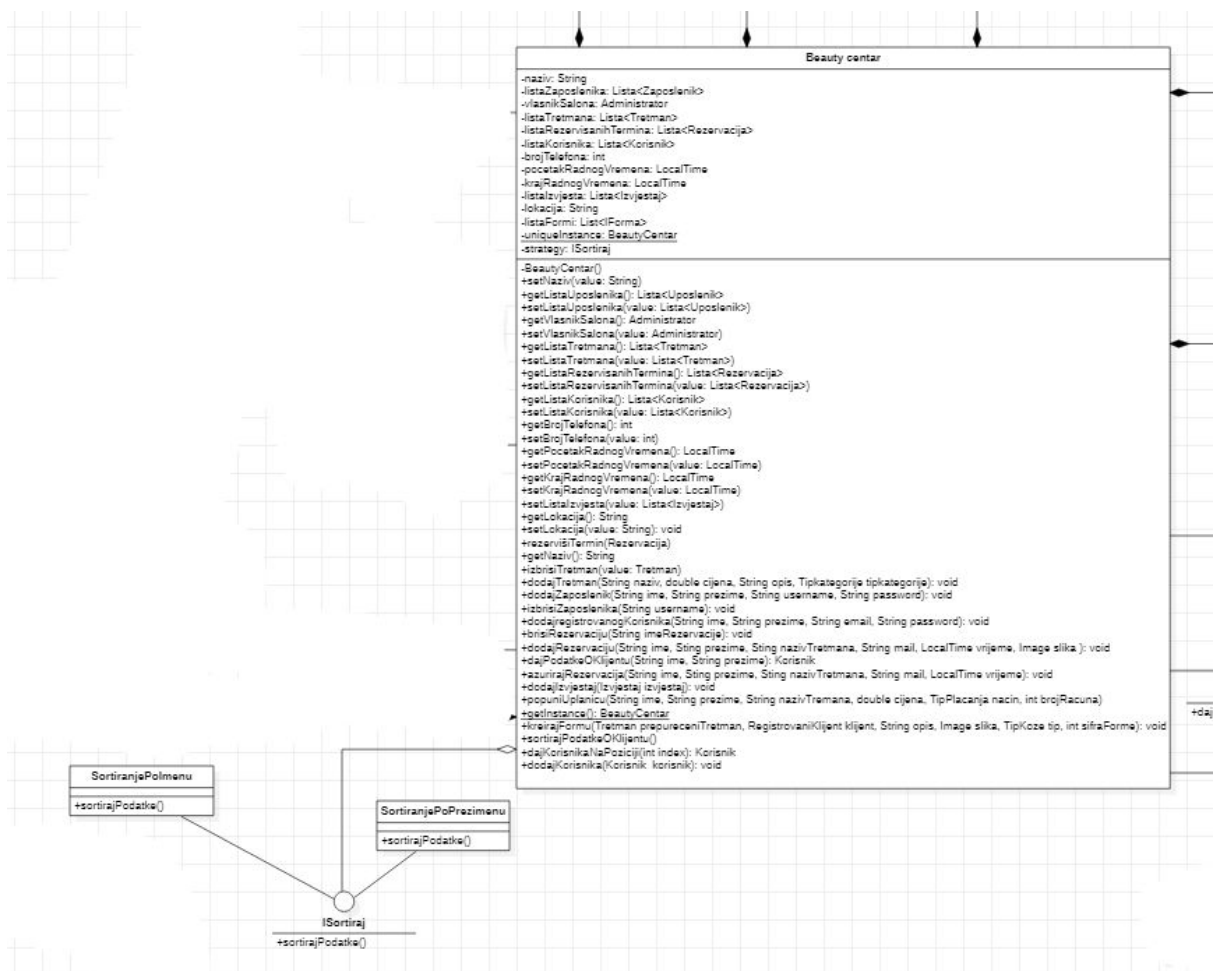 Beauty centar
-naziv: String
-listaZaposlenika: Lista<Zaposlenik>
-vlasnikSalona: Administrator
-listaTretmana: Lista<Tretman>
-listaRezervisanihTermina: Lista<Rezervacija>
-listaKorisnika: Lista<Korisnik>
-brojTelefona: int
-pocetakRadnogVremena: LocalTime
-krajRadnogVremena: LocalTime
-listaIzvjesta: Lista<Izvjestaj>
-lokacija: String
-listaFormi: List<IForma>
-uniqueInstance: BeautyCentar
-strategy: ISortiraj
-BeautyCentar()
+setNaziv(value: String)
+getListaUposlenika(): Lista<Uposlenik>
+setListaUposlenika(value: Lista<Uposlenik>)
+getVlasnikSalona(): Administrator
+setVlasnikSalona(value: Administrator)
+getListaTretmana(): Lista<Tretman>
+setListaTretmana(value: Lista<Tretman>)
+getListaRezervisanihTermina(): Lista<Rezervacija>
+setListaRezervisanihTermina(value: Lista<Rezervacija>)
+getListaKorisnika(): Lista<Korisnik>
+setListaKorisnika(value: Lista<Korisnik>)
+getBrojTelefona(): int
+setBrojTelefona(value: int)
+getPocetakRadnogVremena(): LocalTime
+setPocetakRadnogVremena(value: LocalTime)
+getKrajRadnogVremena(): LocalTime
+setKrajRadnogVremena(value: LocalTime)
+setListaIzvjesta(value: Lista<Izvjestaj>)
+getLokacija(): String
+setLokacija(value: String): void
+rezervišiTermin(Rezervacija)
+getNaziv(): String
+izbrisiTretman(value: Tretman)
+dodajTretman(String naziv, double cijena, String opis, Tipkategorije tipkategorije): void
+dodajZaposlenik(String ime, String prezime, String username, String password): void
+izbrisiZaposlenika(String username): void
+dodajregistrovanogKorisnika(String ime, String prezime, String email, String password): void
+brisiRezervaciju(String imeRezervacije): void
+dodajRezervaciju(String ime, Sting prezime, Sting nazivTretmana, String mail, LocalTime vrijeme, Image slika ): void
+dajPodatkeOKlijentu(String ime, String prezime): Korisnik
+azurirajRezervacija(String ime, Sting prezime, Sting nazivTretmana, String mail, LocalTime vrijeme): void
+dodajIzvjestaj(Izvjestaj izvjestaj): void
+popuniUplanicu(String ime, String prezime, String nazivTremana, double cijena, TipPlacanja nacin, int brojRacuna)
+getInstance(): BeautyCentar
+kreirajFormu(Tretman prepureceniTretman, RegistrovaniKlijent klijent, String opis, Image slika, TipKoze tip, int sifraForme): void
+sortirajPodatkeOKlijentu()
+dajKorisnikaNaPoziciji(int index): Korisnik
+dodajKorisnika(Korisnik korisnik): void
+daj
SortiranjePoImenu
+sortirajPodatke()
SortiranjePoPrezimenu
+sortirajPodatke()
ISortiraj
+sortirajPodatke()